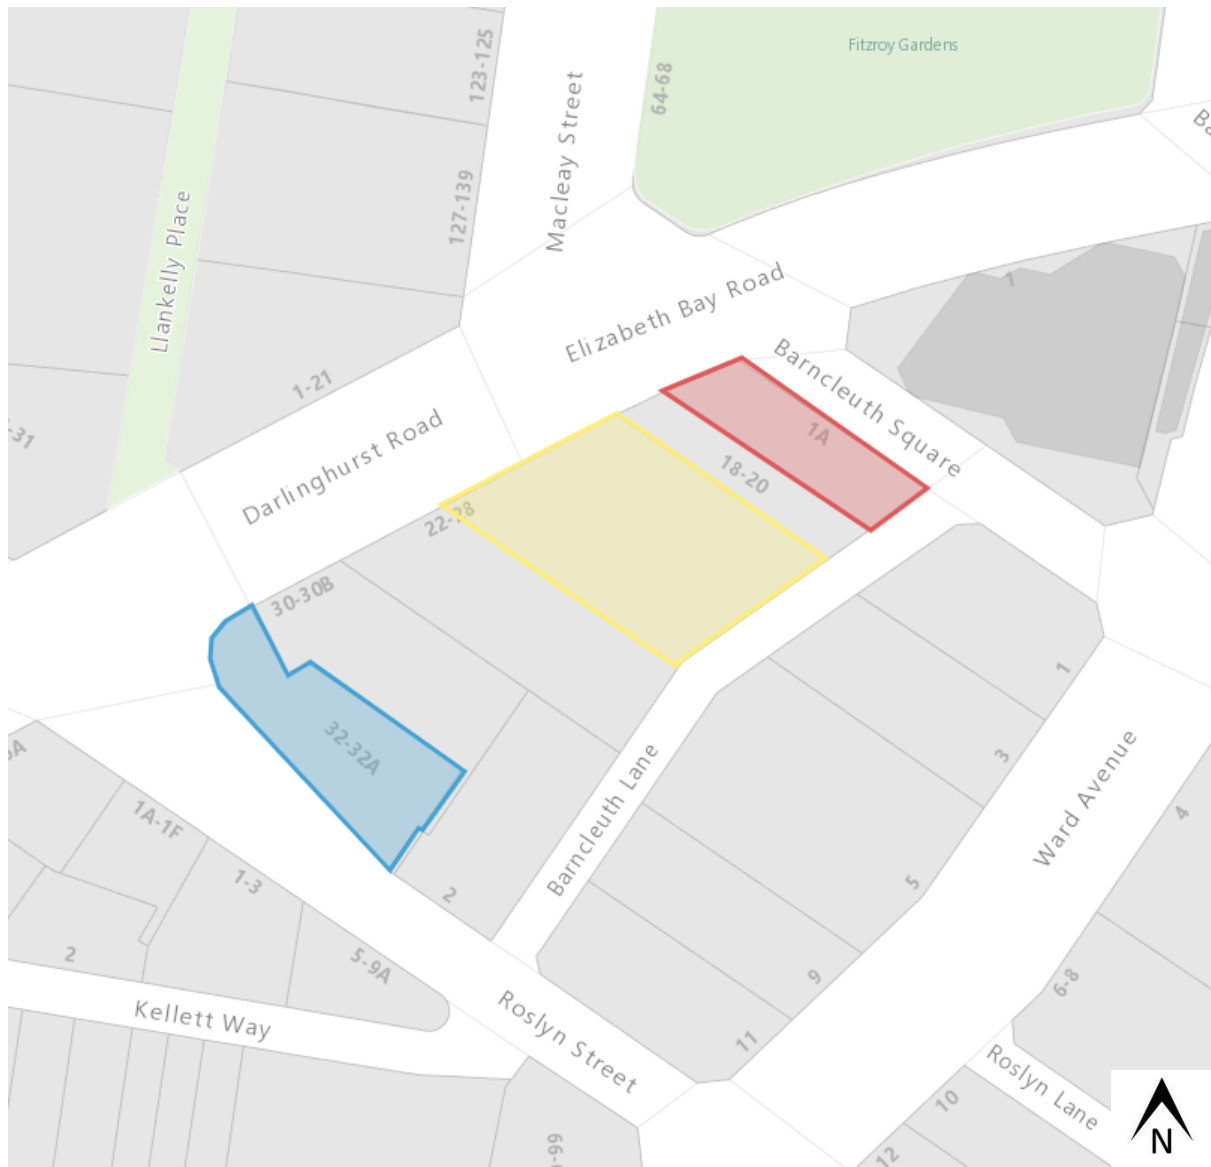 Fitzroy Gardens
123-125
64-68
Macleay Street
127-139
Llankelly Place
Elizabeth Bay Road
1
Barncleuth Square
1-21
-31
Darlinghurst Road
1A
18-20
22-28
30-30B
32-32A
1
3
Barncleuth Lane
Ward Avenue
1A-1F
4
1-3
5
2
2
5-9A
9
6-8
Kellett Way
Roslyn Street
11
Roslyn Lane
10
12
N